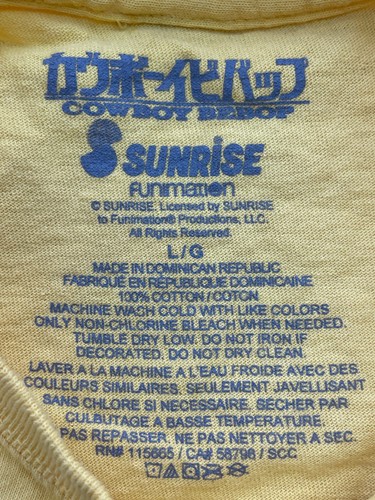 カウボーイビバップ
COWBOY BEBOP
SUNRiSE
FUNimation
© SUNRISE. Licensed by SUNRISE
to Funimation® Productions, LLC.
All Rights Reserved.
L/G
MADE IN DOMINICAN REPUBLIC
FABRIQUÉ EN RÉPUBLIQUE DOMINICAINE
100% COTTON / COTON
MACHINE WASH COLD WITH LIKE COLORS
ONLY NON-CHLORINE BLEACH WHEN NEEDED.
TUMBLE DRY LOW. DO NOT IRON IF
DECORATED. DO NOT DRY CLEAN.
LAVER A LA MACHINE A L'EAU FROIDE AVEC DES
COULEURS SIMILAIRES. SEULEMENT JAVELLISANT
SANS CHLORE SI NECESSAIRE. SECHER PAR
CULBUTAGE A BASSE TEMPERATURE.
PAS REPASSER. NE PAS NETTOYER A SEC.
RN# 115665 / CA# 58798 / SCC